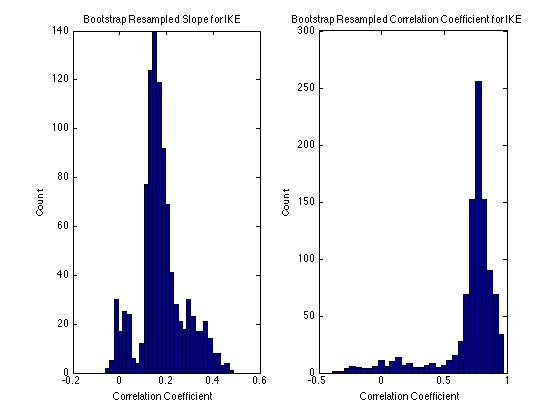 Bootstrap Resampled Slope for IKE
140
120
100
80
60
40
20
0
-0.2 0 0.2 0.4 0.6
Count
Correlation Coefficient
Bootstrap Resampled Correlation Coefficient for IKE
300
250
200
150
100
50
0
-0.5 0 0.5 1
Count
Correlation Coefficient